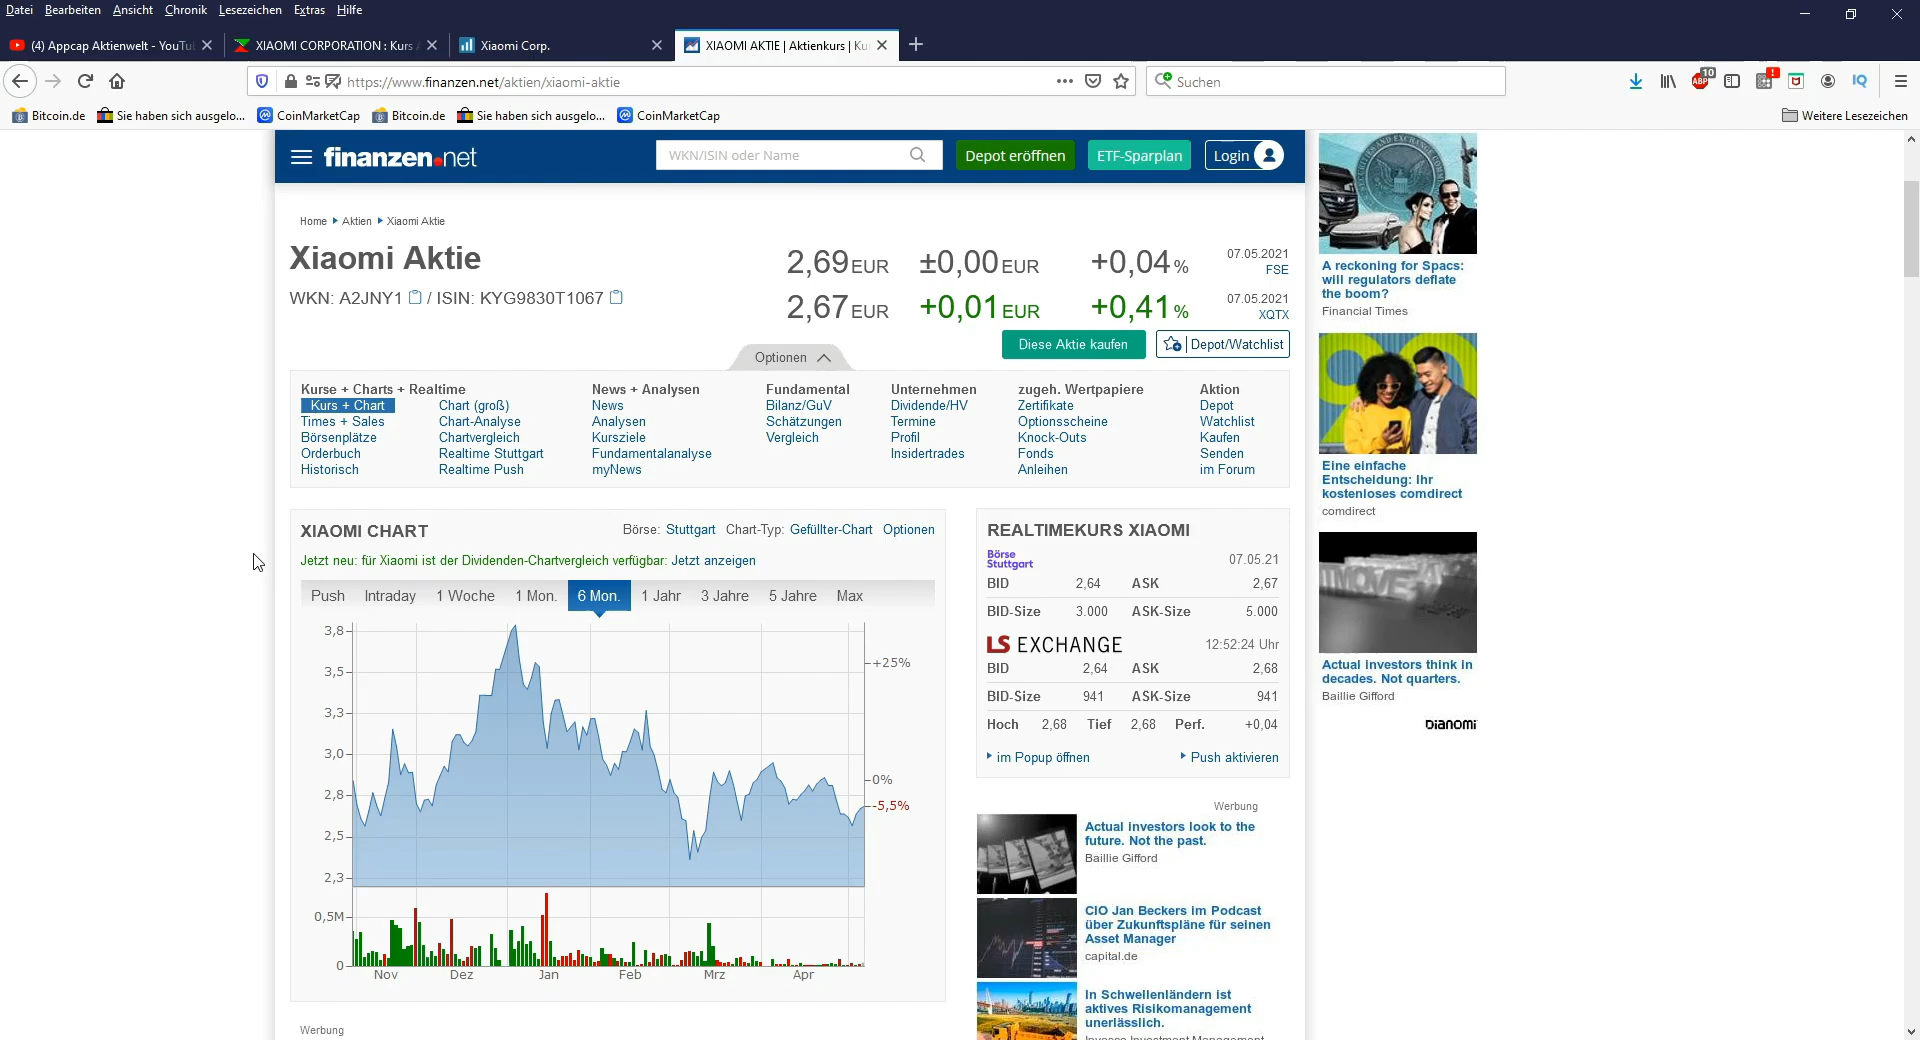 Datei Bearbeiten Ansicht Chronik Lesezeichen Extras Hilfe
(4) Appcap Aktienwelt - YouTu
XIAOMI CORPORATION : Kurs
Xiaomi Corp.
XIAOMI AKTIE | Aktienkurs | Ku
https://www.finanzen.net/aktien/xiaomi-aktie
Suchen
ABP 10
!
IQ
Bitcoin.de Sie haben sich ausgelo... CoinMarketCap Bitcoin.de Sie haben sich ausgelo... CoinMarketCap Weitere Lesezeichen
finanzen.net
WKN/ISIN oder Name
Depot eröffnen
ETF-Sparplan
Login
Home Aktien Xiaomi Aktie
Xiaomi Aktie
WKN: A2JNY1 / ISIN: KYG9830T1067
2,69 EUR ±0,00 EUR +0,04 % 07.05.2021 FSE
2,67 EUR +0,01 EUR +0,41 % 07.05.2021 XQTX
Diese Aktie kaufen
Depot/Watchlist
Optionen
Kurse + Charts + Realtime News + Analysen Fundamental Unternehmen zugeh. Wertpapiere Aktion
Kurs + Chart Chart (groß) News Bilanz/GuV Dividende/HV Zertifikate Depot
Times + Sales Chart-Analyse Analysen Schätzungen Termine Optionsscheine Watchlist
Börsenplätze Chartvergleich Kursziele Vergleich Profil Knock-Outs Kaufen
Orderbuch Realtime Stuttgart Fundamentalanalyse Insidertrades Fonds Senden
Historisch Realtime Push myNews Anleihen im Forum
XIAOMI CHART
Börse: Stuttgart Chart-Typ: Gefüllter-Chart Optionen
Jetzt neu: für Xiaomi ist der Dividenden-Chartvergleich verfügbar: Jetzt anzeigen
Push Intraday 1 Woche 1 Mon. 6 Mon. 1 Jahr 3 Jahre 5 Jahre Max
3,8
3,5
3,3
3,0
2,8
2,5
2,3
+25%
0%
-5,5%
0,5M
0
Nov Dez Jan Feb Mrz Apr
Werbung
REALTIMEKURS XIAOMI
Börse
Stuttgart
07.05.21
BID 2,64 ASK 2,67
BID-Size 3.000 ASK-Size 5.000
LS EXCHANGE 12:52:24 Uhr
BID 2,64 ASK 2,68
BID-Size 941 ASK-Size 941
Hoch 2,68 Tief 2,68 Perf. +0,04
im Popup öffnen Push aktivieren
Werbung
Actual investors look to the
future. Not the past.
Baillie Gifford
CIO Jan Beckers im Podcast
über Zukunftspläne für seinen
Asset Manager
capital.de
In Schwellenländern ist
aktives Risikomanagement
unerlässlich.
Invesco Investment Management
A reckoning for Spacs:
will regulators deflate
the boom?
Financial Times
Eine einfache
Entscheidung: Ihr
kostenloses comdirect
comdirect
Actual investors think in
decades. Not quarters.
Baillie Gifford
DIANOMI